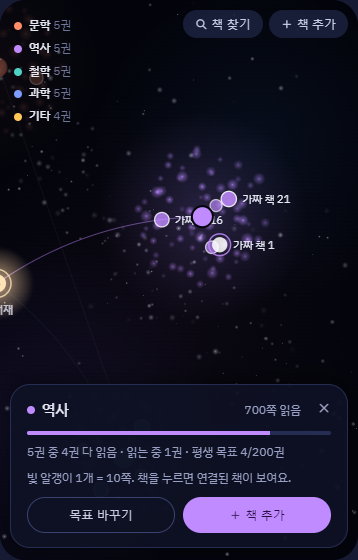 문학 5권
역사 5권
철학 5권
과학 5권
기타 4권
책 찾기
+ 책 추가
가짜 책 21
가짜 16
가짜 책 1
역사
700쪽 읽음
5권 중 4권 다 읽음 · 읽는 중 1권 · 평생 목표 4/200권
빛 알갱이 1개 = 10쪽. 책을 누르면 연결된 책이 보여요.
목표 바꾸기
+ 책 추가